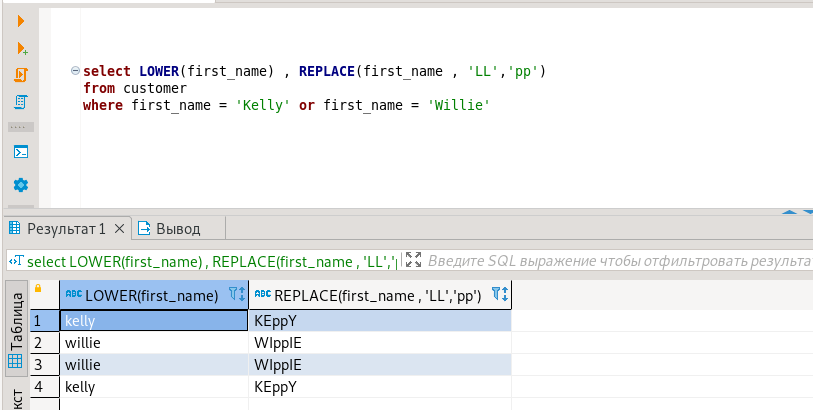 select LOWER(first_name) , REPLACE(first_name , 'LL','pp')
from customer
where first_name = 'Kelly' or first_name = 'Willie'
Результат 1
Вывод
select LOWER(first_name) , REPLACE(first_name , 'LL','
Введите SQL выражение чтобы отфильтровать результа
Таблица
ABC LOWER(first_name) ABC REPLACE(first_name , 'LL','pp')
1 kelly KEppY
2 willie WIppIE
3 willie WIppIE
4 kelly KEppY
кст